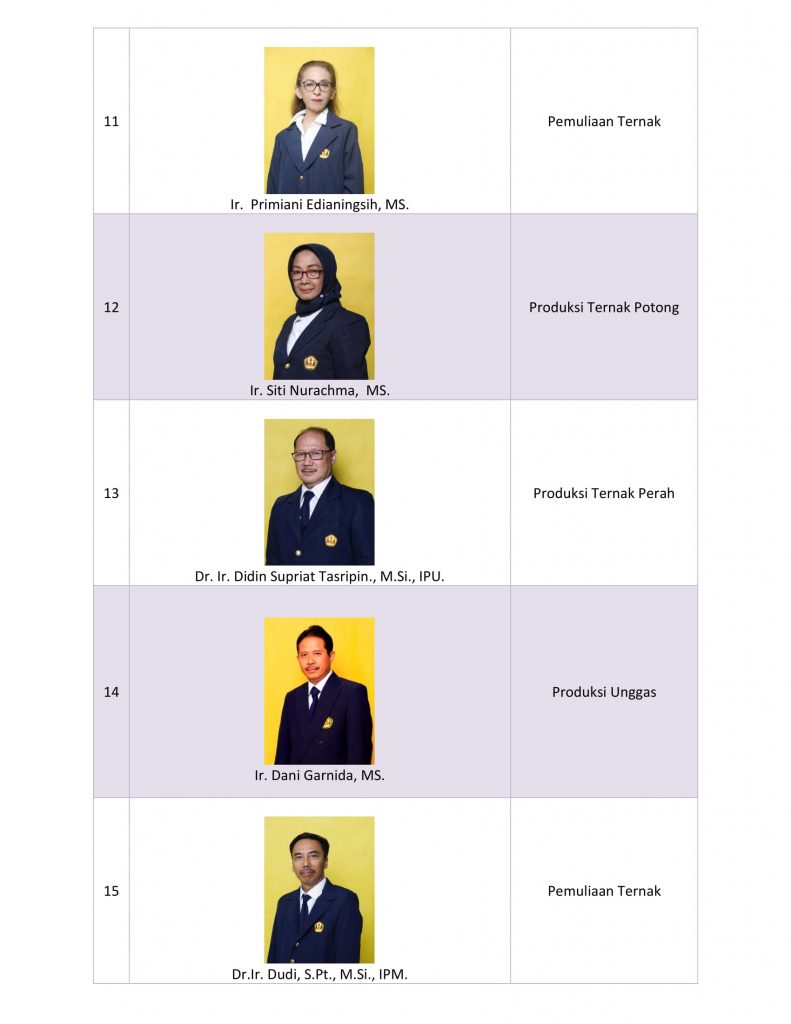 11
Pemuliaan Ternak
Ir.  Primiani Edianingsih, MS.
12
Produksi Ternak Potong
Ir. Siti Nurachma,  MS.
13
Produksi Ternak Perah
Dr. Ir. Didin Supriat Tasripin., M.Si., IPU.
14
Produksi Unggas
Ir. Dani Garnida, MS.
15
Pemuliaan Ternak
Dr.Ir. Dudi, S.Pt., M.Si., IPM.